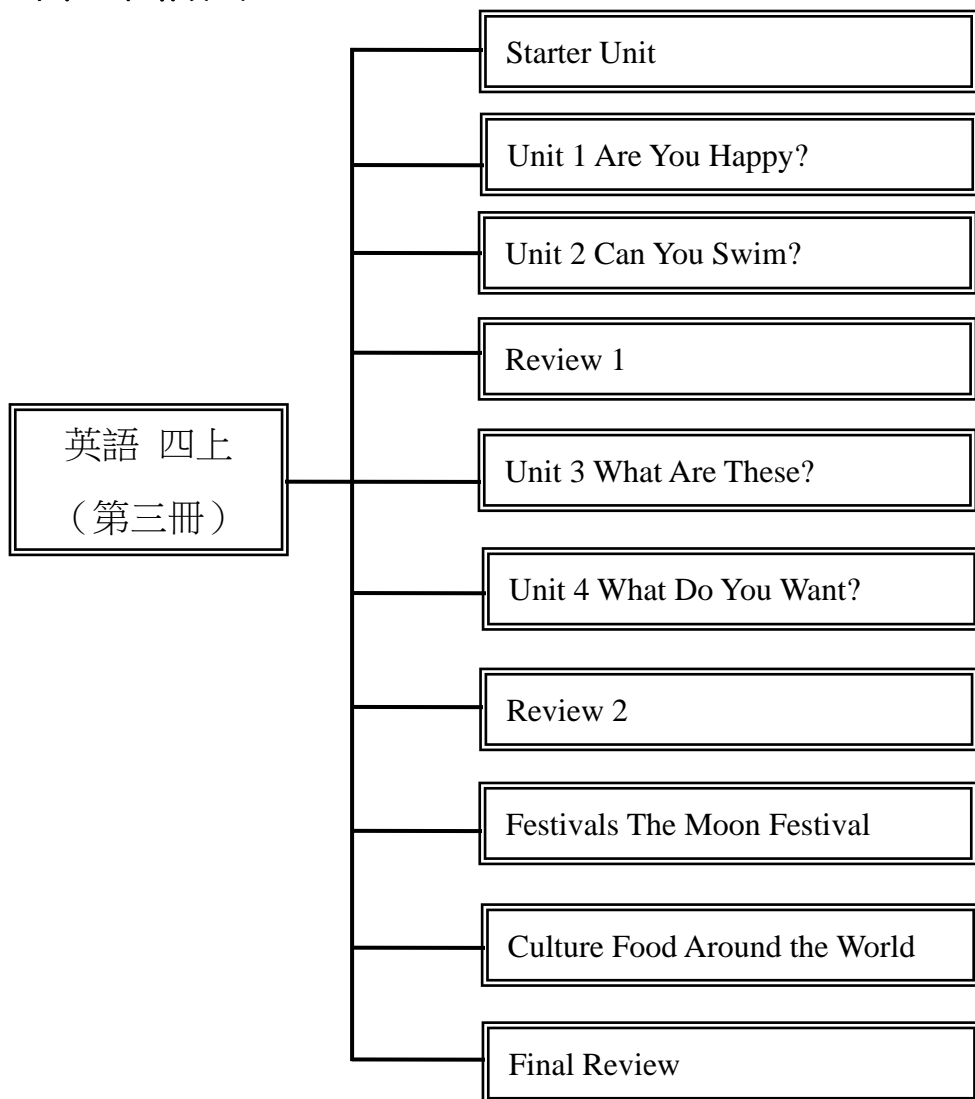 英語 四上
（第三冊）
Starter Unit
Unit 1 Are You Happy?
Unit 2 Can You Swim?
Review 1
Unit 3 What Are These?
Unit 4 What Do You Want?
Review 2
Festivals The Moon Festival
Culture Food Around the World
Final Review